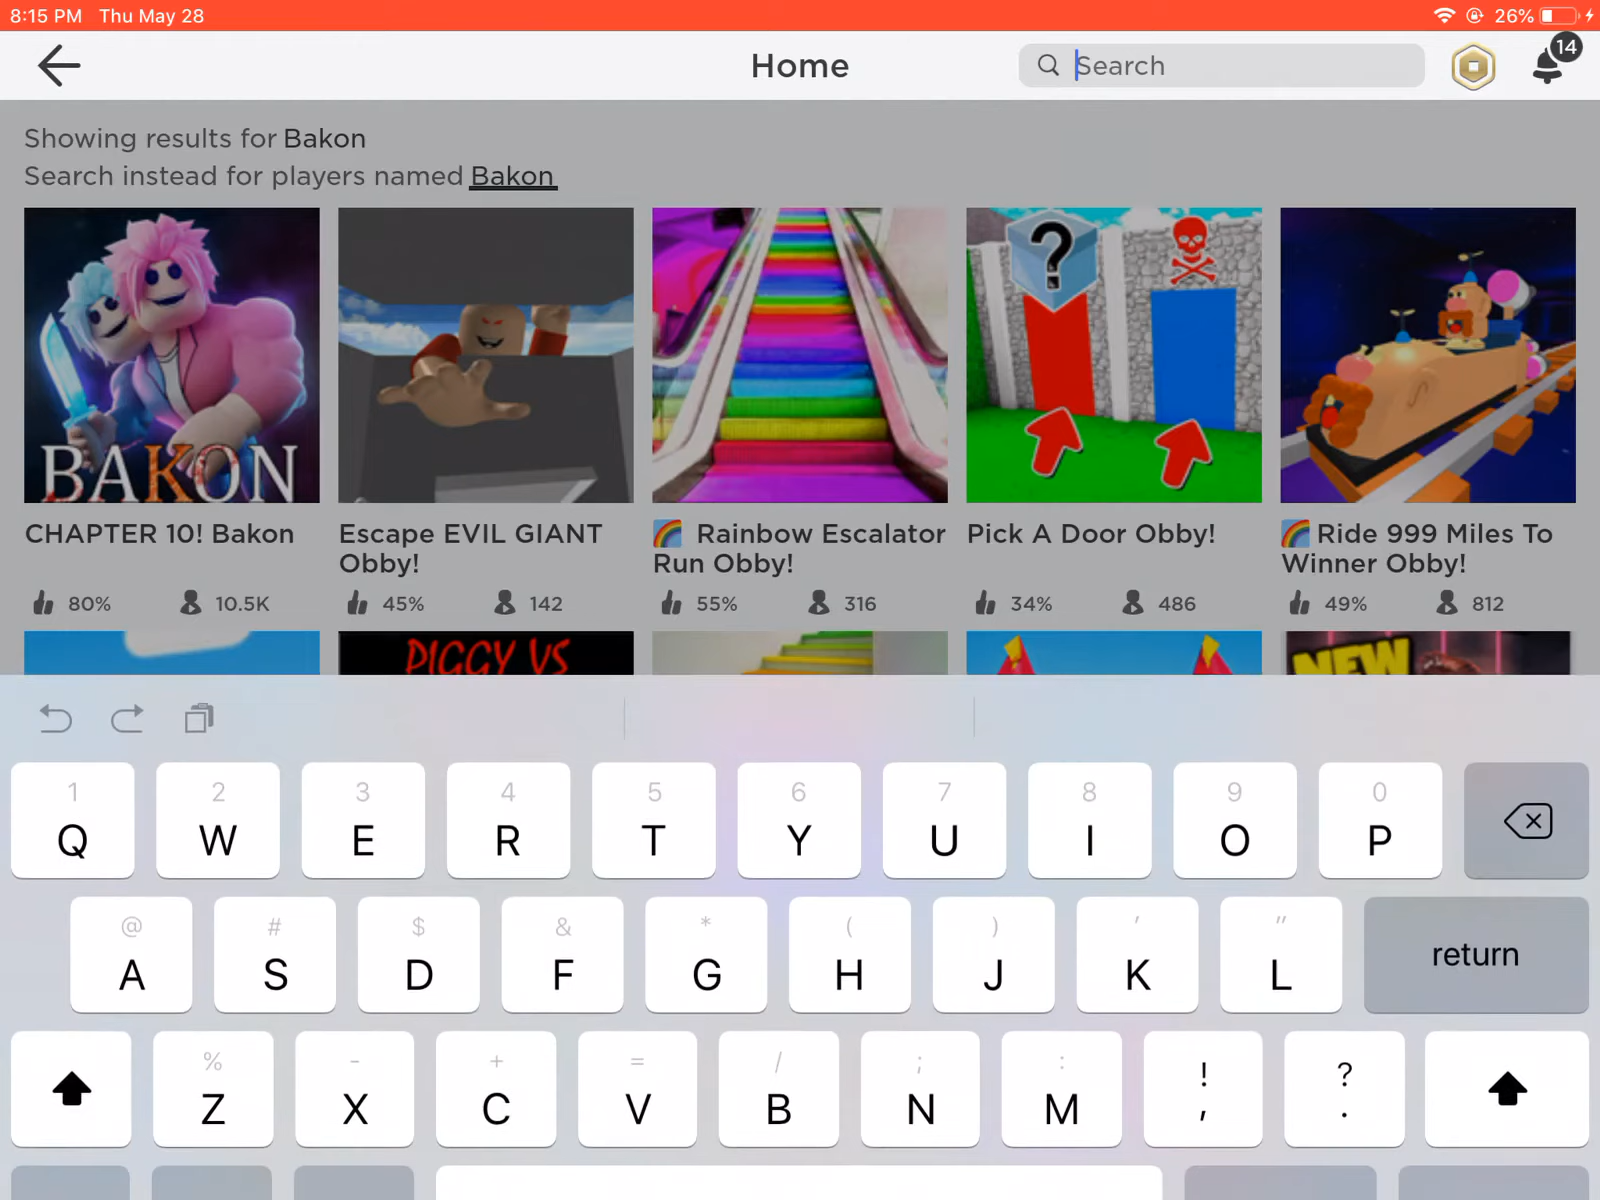 8:15 PM Thu May 28 26%
Home
Search
14
Showing results for Bakon
Search instead for players named Bakon
BAKON
?
CHAPTER 10! Bakon
Escape EVIL GIANT
Obby!
🌈 Rainbow Escalator
Run Obby!
Pick A Door Obby!
🌈 Ride 999 Miles To
Winner Obby!
80% 10.5K
45% 142
55% 316
34% 486
49% 812
PIGGY VS
NEW
1 2 3 4 5 6 7 8 9 0
Q W E R T Y U I O P
@ # $ & * ( ) ' "
A S D F G H J K L return
% - + = / ; : ! ?
Z X C V B N M , .